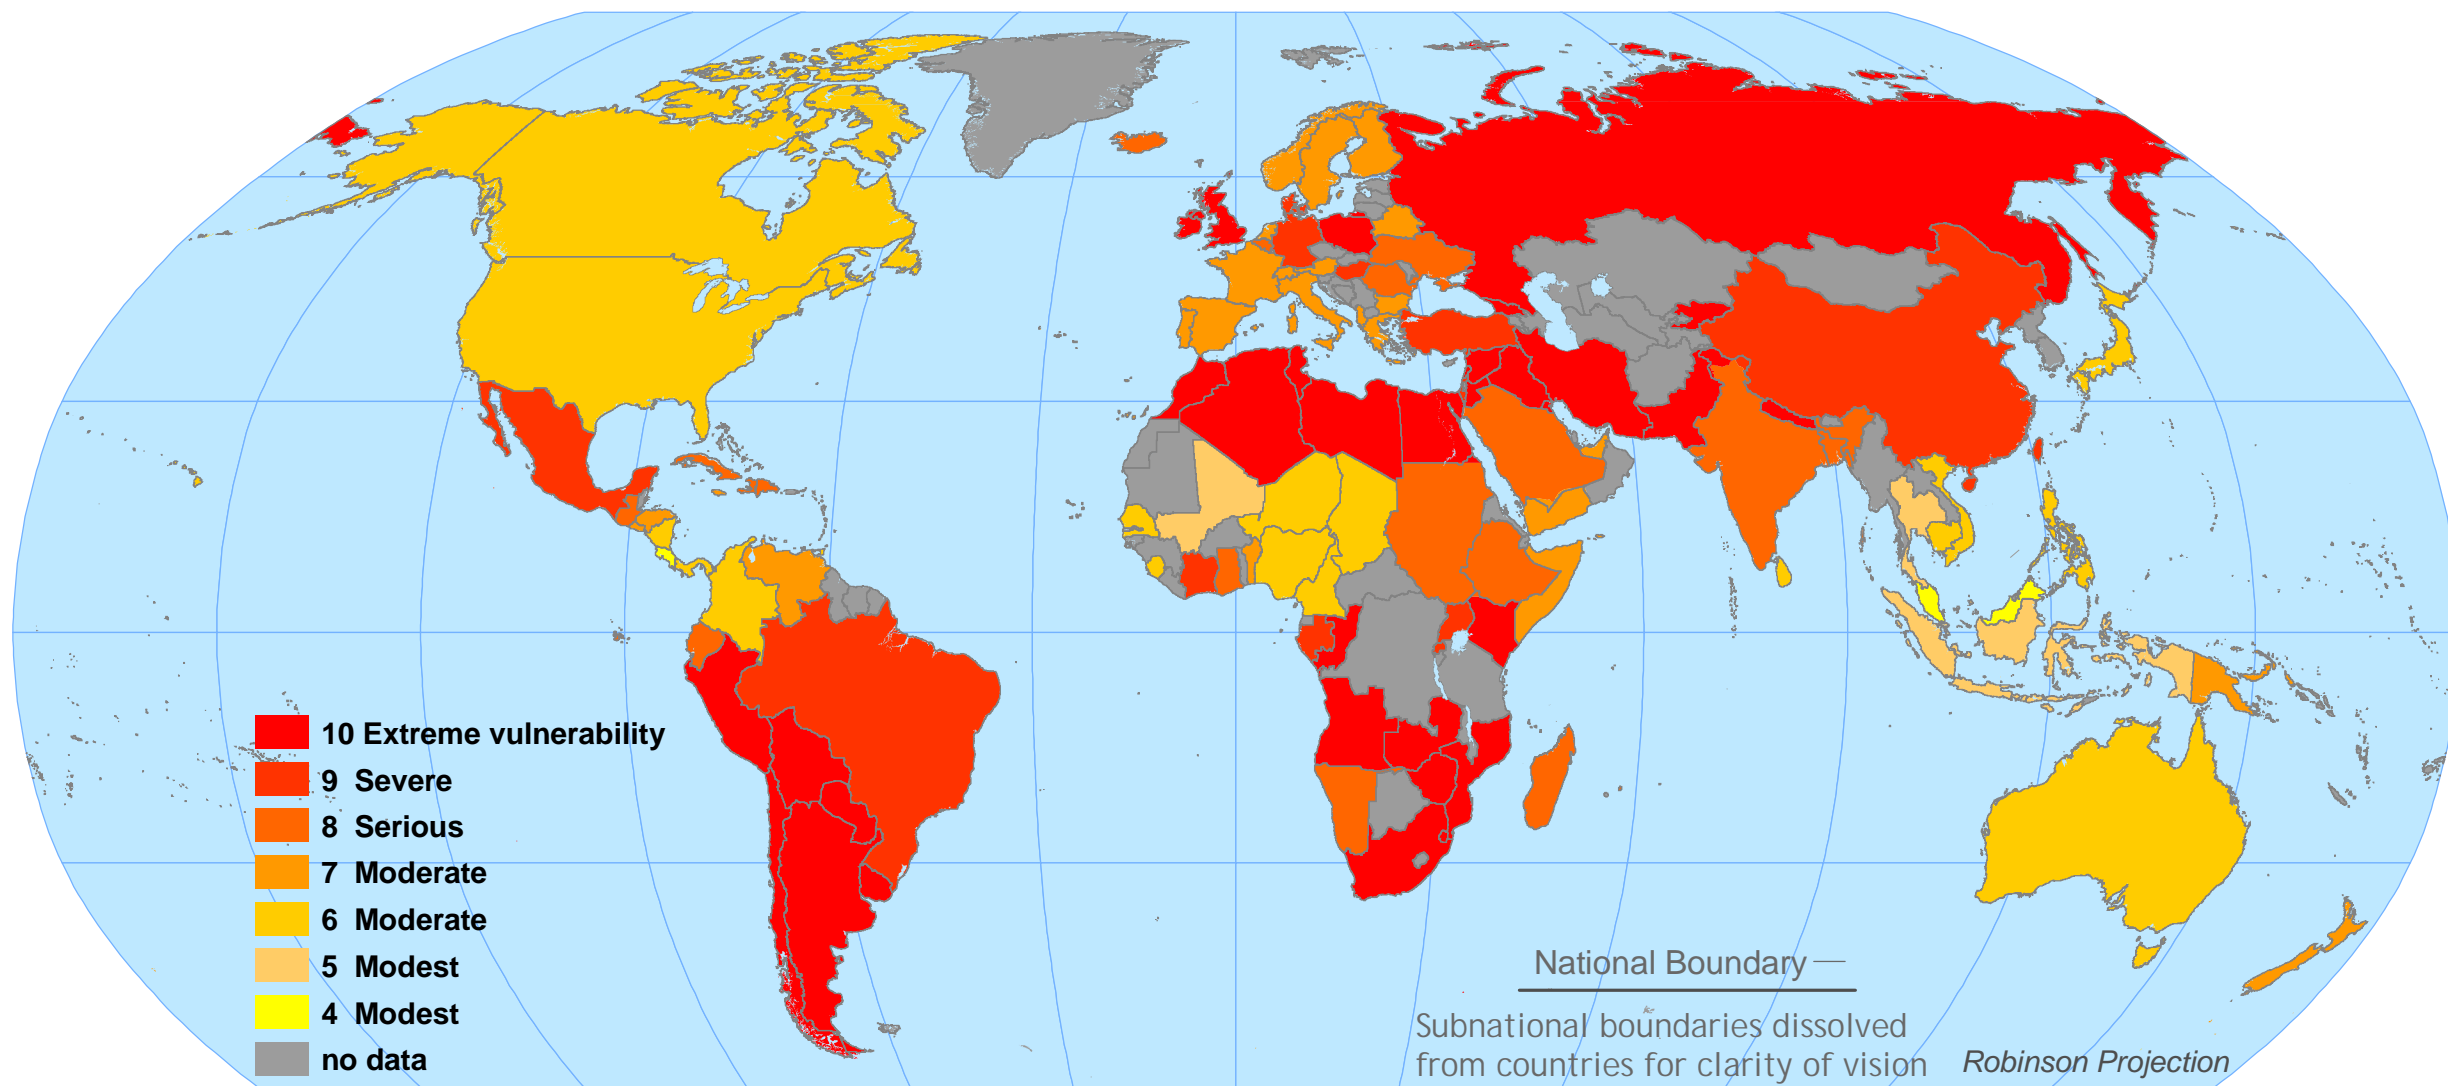 10 Extreme vulnerability
9 Severe
8 Serious
7 Moderate
6 Moderate
5 Modest
4 Modest
no data
National Boundary
Subnational boundaries dissolved
from countries for clarity of vision
Robinson Projection